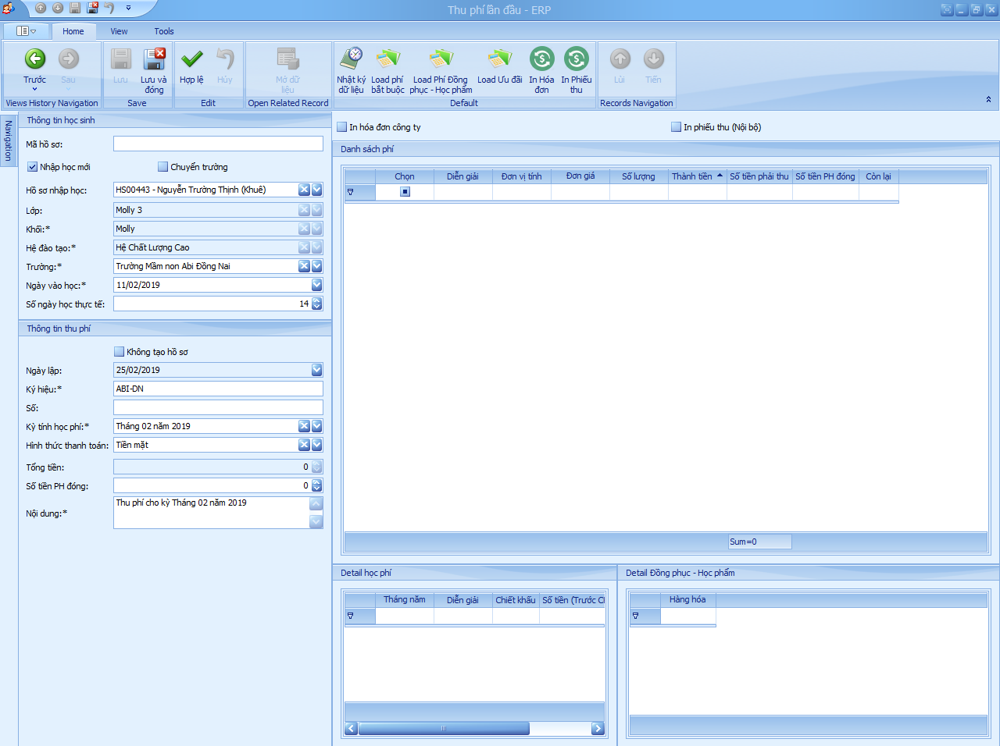 Thu phí lần đầu - ERP
Home View Tools
Trước Sau Lưu Lưu và đóng Hợp lệ Hủy Mở dữ liệu Nhật ký dữ liệu Load phí bắt buộc Load Phí Đồng phục - Học phẩm Load Ưu đãi In Hóa đơn In Phiếu thu Lùi Tiến
Views History Navigation Save Edit Open Related Record Default Records Navigation
Navigation
Thông tin học sinh
Mã hồ sơ:
Nhập học mới Chuyển trường
Hồ sơ nhập học: HS00443 - Nguyễn Trường Thịnh (Khuê)
Lớp: Molly 3
Khối:* Molly
Hệ đào tạo:* Hệ Chất Lượng Cao
Trường:* Trường Mầm non Abi Đồng Nai
Ngày vào học:* 11/02/2019
Số ngày học thực tế: 14
Thông tin thu phí
Không tạo hồ sơ
Ngày lập: 25/02/2019
Ký hiệu:* ABI-DN
Số:
Kỳ tính học phí:* Tháng 02 năm 2019
Hình thức thanh toán: Tiền mặt
Tổng tiền: 0
Số tiền PH đóng: 0
Nội dung:* Thu phí cho kỳ Tháng 02 năm 2019
In hóa đơn công ty In phiếu thu (Nội bộ)
Danh sách phí
Chọn Diễn giải Đơn vị tính Đơn giá Số lượng Thành tiền Số tiền phải thu Số tiền PH đóng Còn lại
Sum=0
Detail học phí
Tháng năm Diễn giải Chiết khấu Số tiền (Trước C
Detail Đồng phục - Học phẩm
Hàng hóa